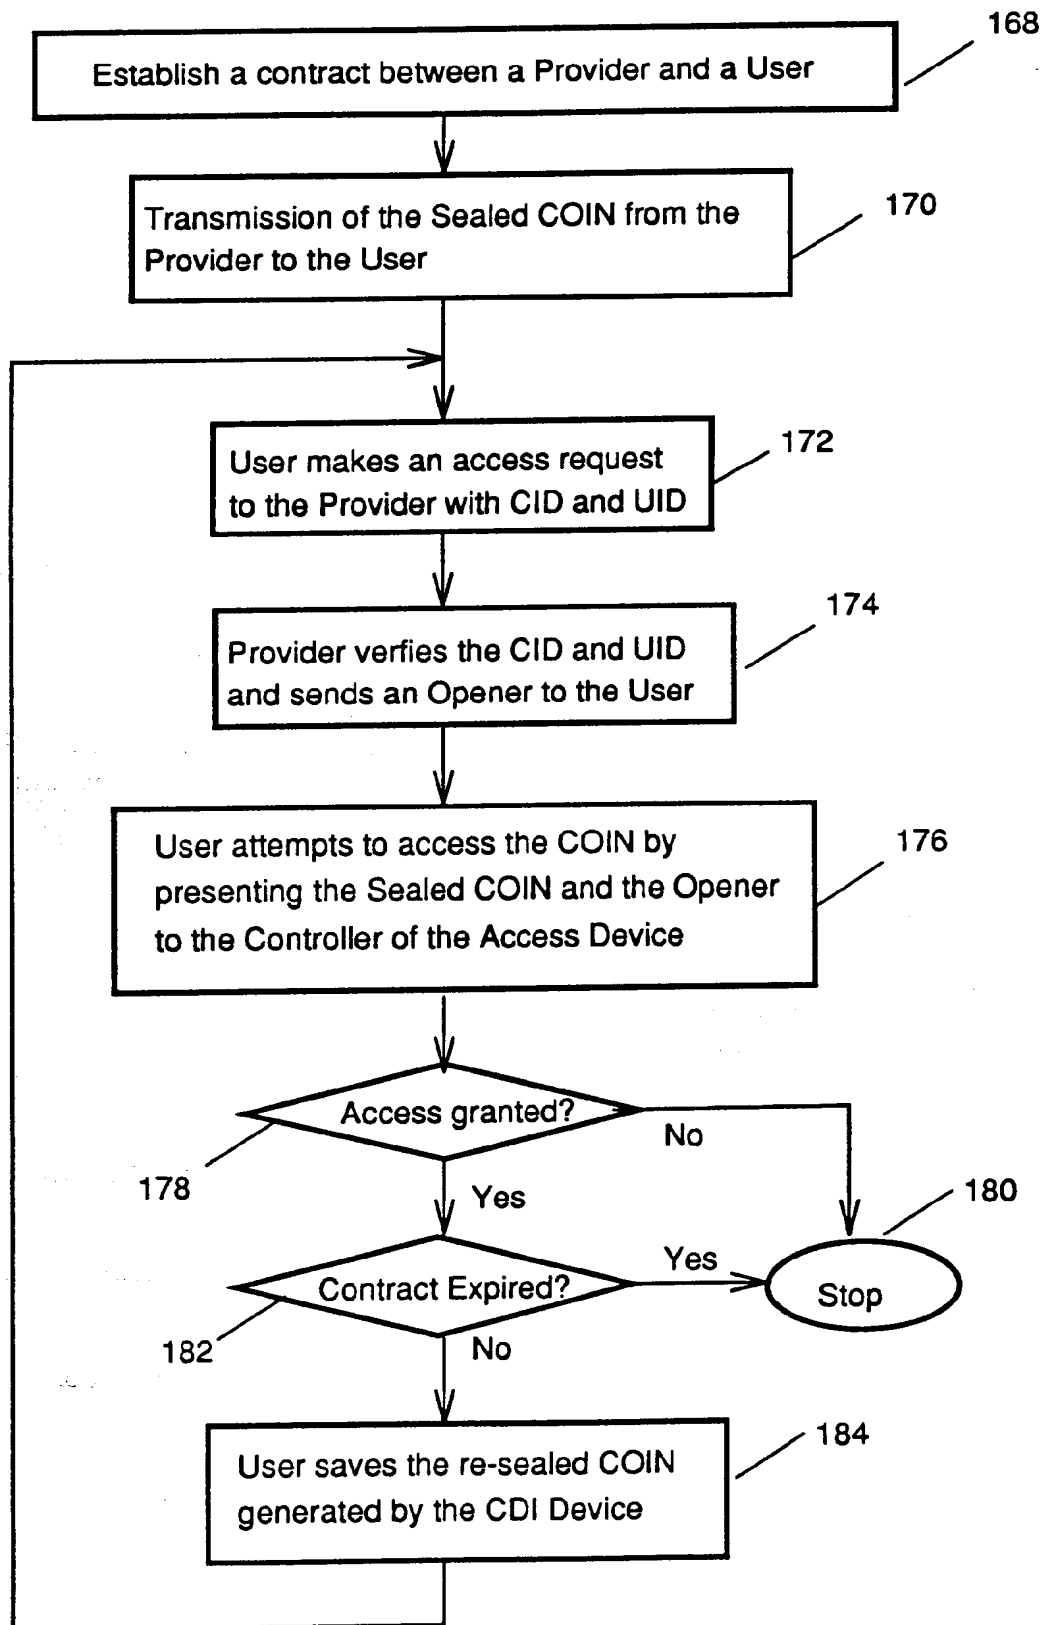 168
Establish a contract between a Provider and a User
170
Transmission of the Sealed COIN from the
Provider to the User
172
User makes an access request
to the Provider with CID and UID
174
Provider verfies the CID and UID
and sends an Opener to the User
176
User attempts to access the COIN by
presenting the Sealed COIN and the Opener
to the Controller of the Access Device
Access granted?
No
178
Yes
180
Yes
Contract Expired?
Stop
182
No
184
User saves the re-sealed COIN
generated by the CDI Device